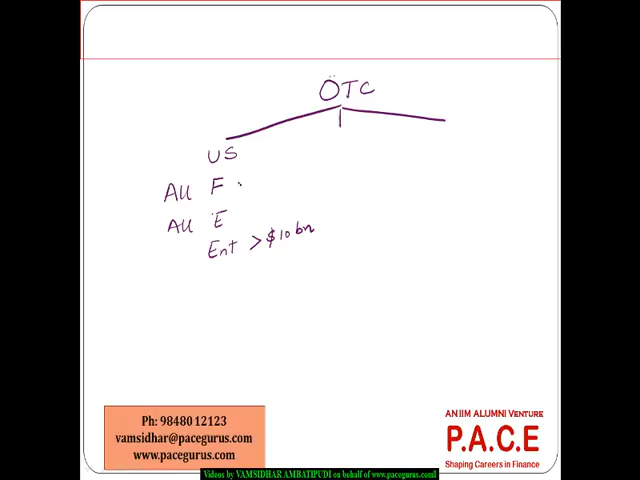 OTC
US
All F
All E
Ent > $10 bn
Ph: 98480 12123
vamsidhar@pacegurus.com
www.pacegurus.com
AN IIM ALUMNI VENTURE
P.A.C.E
Shaping Careers in Finance
Videos by VAMSIDHAR AMBATIPUDI on behalf of www.pacegurus.com]